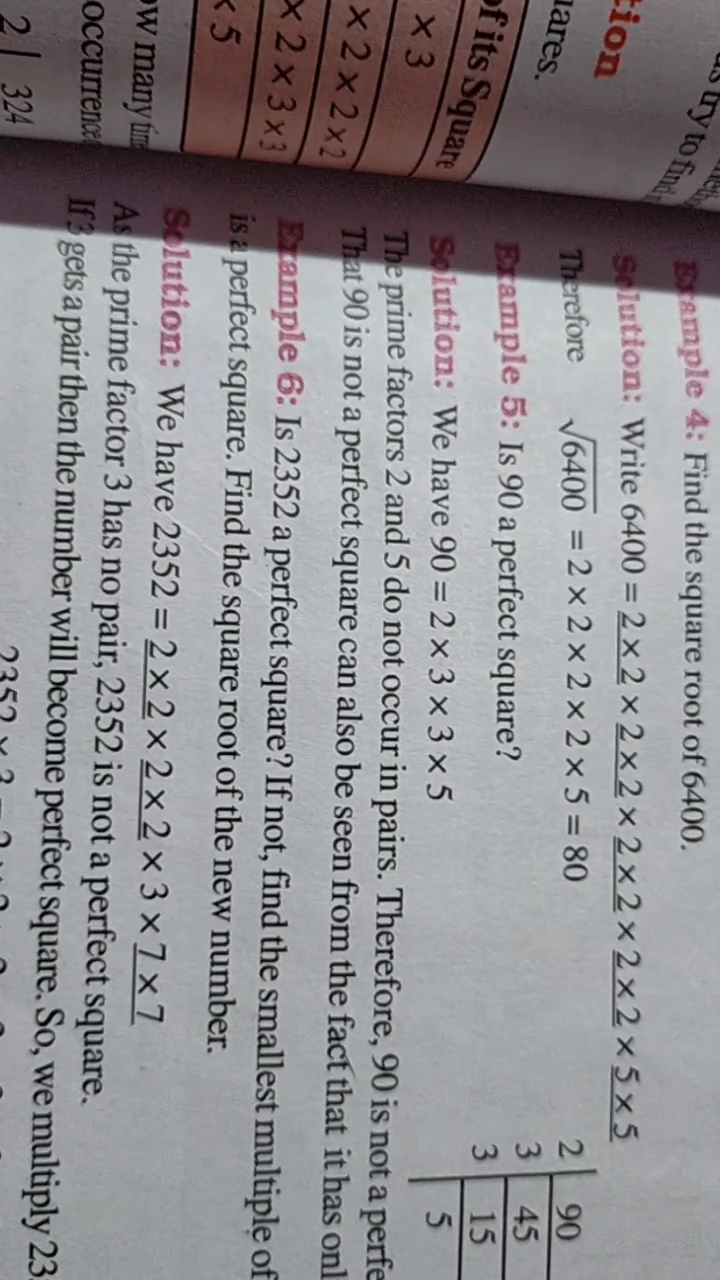 try to find
tion
lares.
of its Square
× 3
× 2 × 2 × 2
× 2 × 3 × 3
× 5
ow many
occurrence
2 324
Example 4: Find the square root of 6400.
Solution: Write 6400 = 2 × 2 × 2 × 2 × 2 × 2 × 2 × 2 × 5 × 5
Therefore √6400 = 2 × 2 × 2 × 2 × 5 = 80
Example 5: Is 90 a perfect square?
Solution: We have 90 = 2 × 3 × 3 × 5
The prime factors 2 and 5 do not occur in pairs. Therefore, 90 is not a perfe
That 90 is not a perfect square can also be seen from the fact that it has onl
2 90
3 45
3 15
5
Example 6: Is 2352 a perfect square? If not, find the smallest multiple of
is a perfect square. Find the square root of the new number.
Solution: We have 2352 = 2 × 2 × 2 × 2 × 3 × 7 × 7
As the prime factor 3 has no pair, 2352 is not a perfect square.
If 3 gets a pair then the number will become perfect square. So, we multiply 23